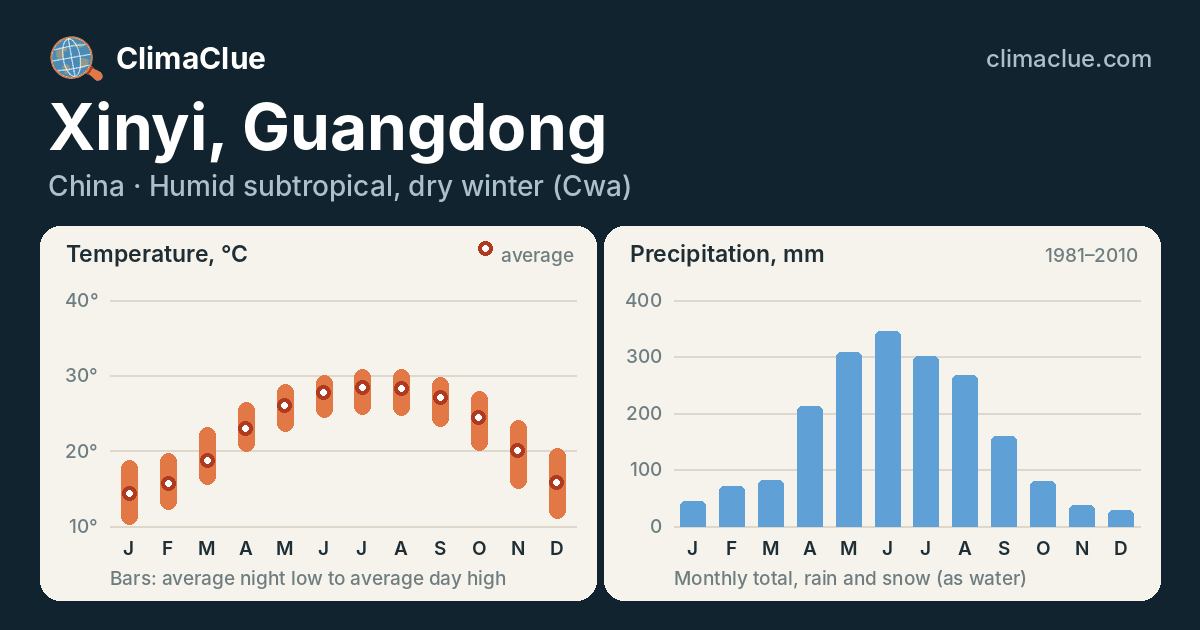 ClimaClue
climaclue.com
Xinyi, Guangdong
China · Humid subtropical, dry winter (Cwa)
Temperature, °C
average
40°
30°
20°
10°
J F M A M J J A S O N D
Bars: average night low to average day high
Precipitation, mm
1981–2010
400
300
200
100
0
J F M A M J J A S O N D
Monthly total, rain and snow (as water)